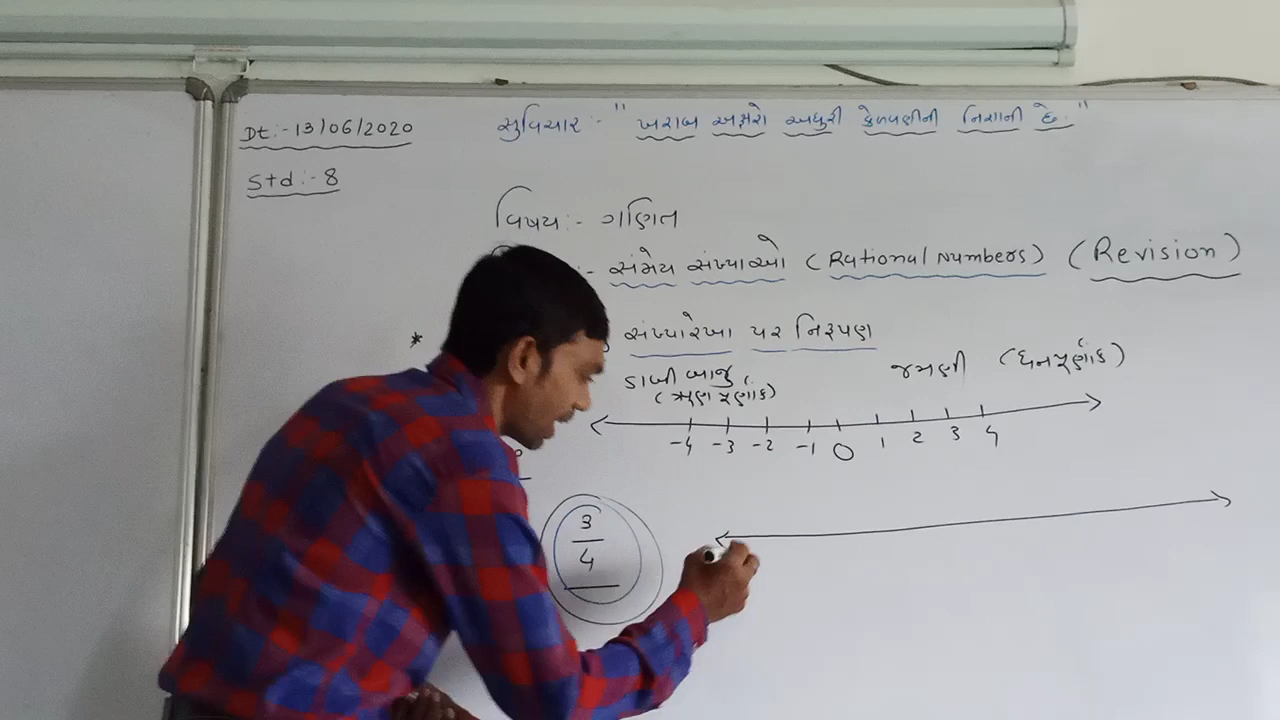 Dt:-13/06/2020
સુવિચાર:- "ખરાબ અક્ષરો અધુરી કેળવણીની નિશાની છે."
Std:-8
વિષય:- ગણિત
:- સંમેય સંખ્યાઓ (Rational Numbers) (Revision)
* સંખ્યારેખા પર નિરૂપણ
ડાબી બાજુ જમણી (ધનપૂર્ણાંક)
(ઋણ પૂર્ણાંક)
-4 -3 -2 -1 0 1 2 3 4
3
4